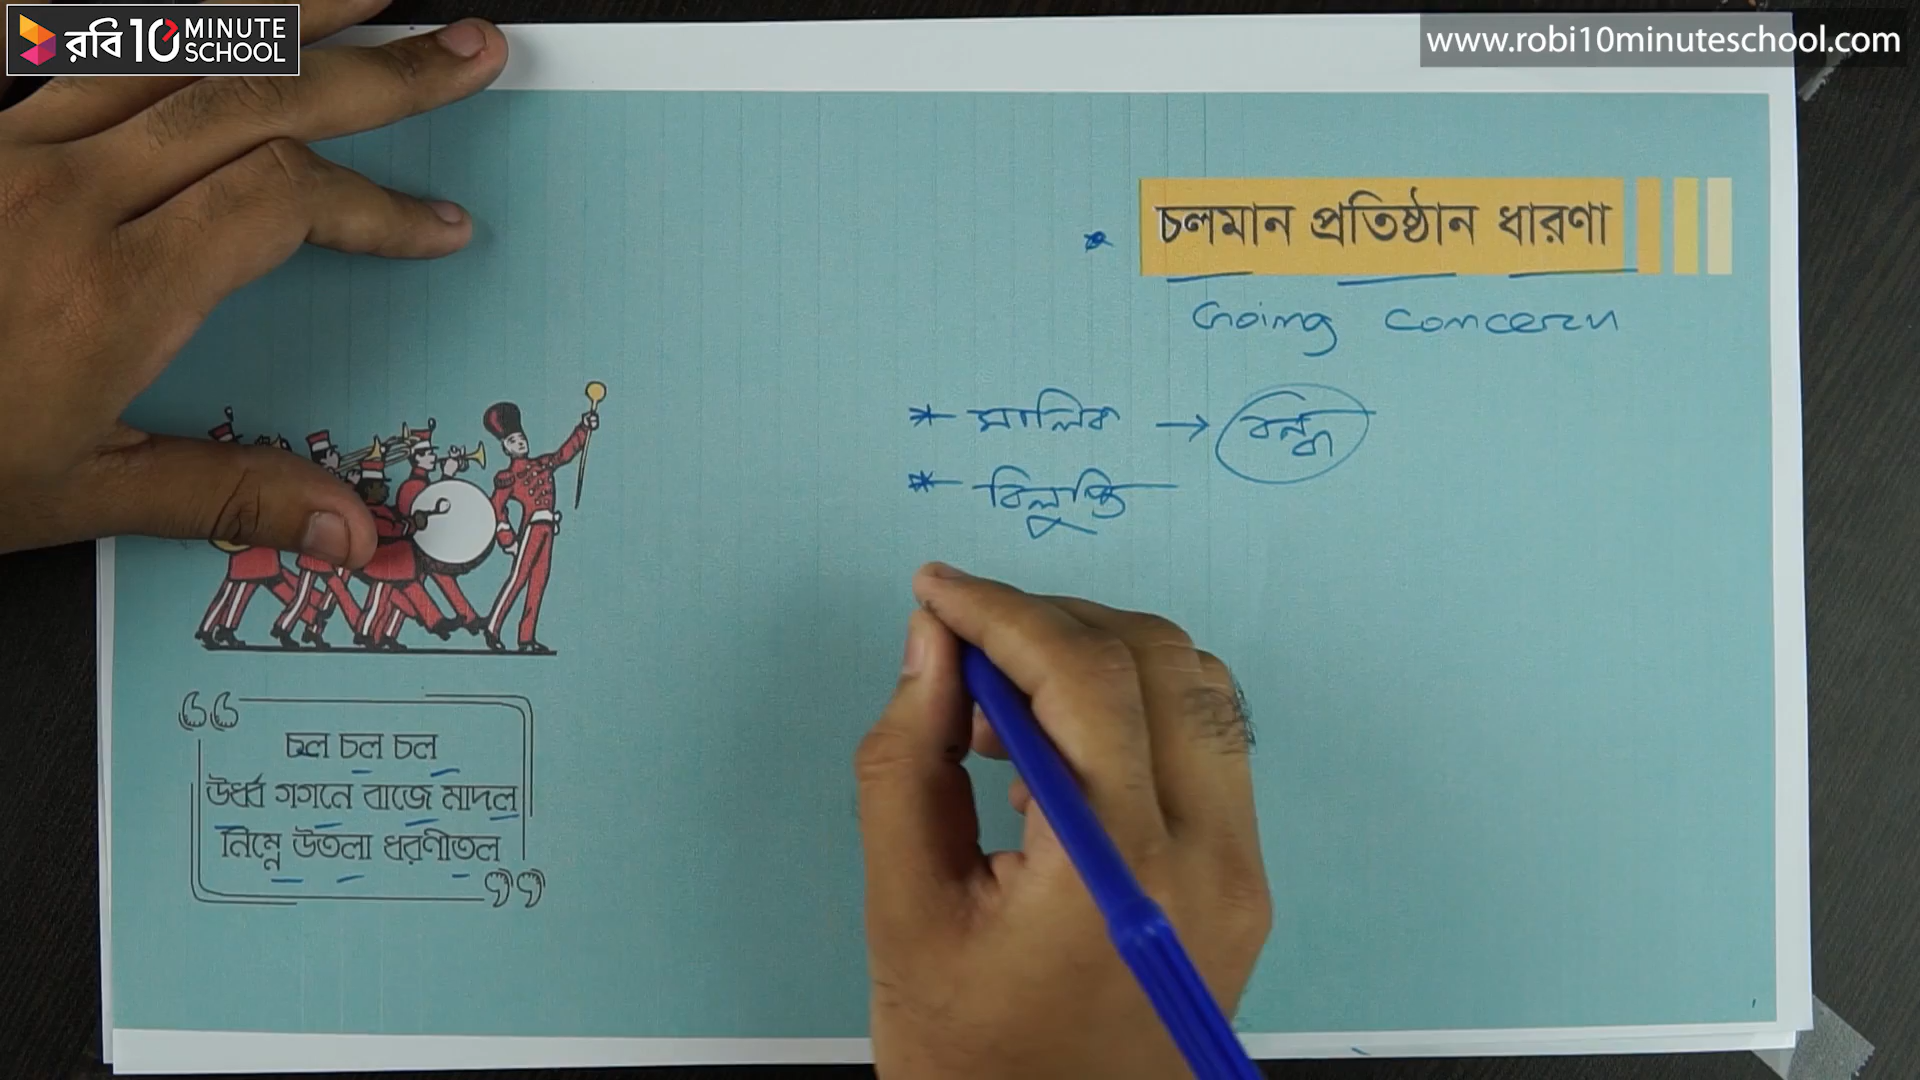 রবি 10 MINUTE SCHOOL
www.robi10minuteschool.com
চলমান প্রতিষ্ঠান ধারণা
Going Concern
* মালিক → বন্ধ
* বিলুপ্তি
চল চল চল
উর্ধ্ব গগনে বাজে মাদল
নিম্নে উতলা ধরণীতল